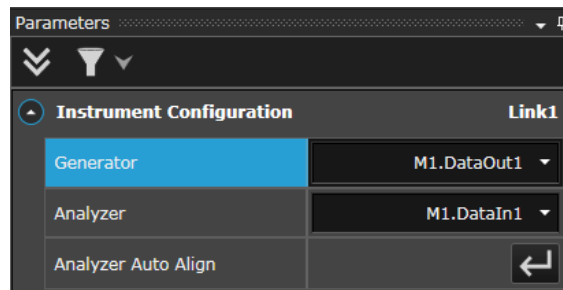 Parameters
Instrument Configuration Link1
Generator M1.DataOut1
Analyzer M1.DataIn1
Analyzer Auto Align